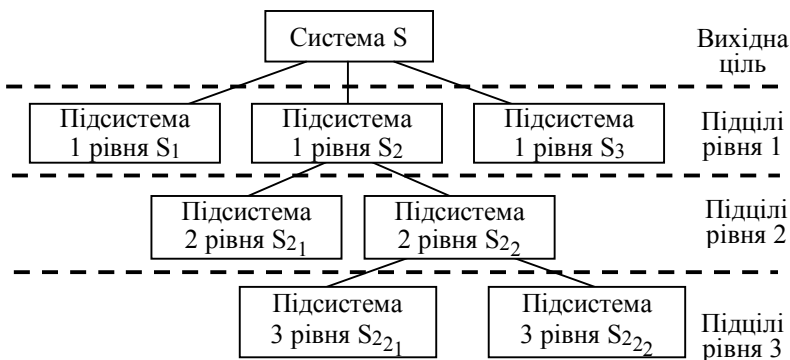 Система S
Вихідна
ціль
Підсистема
1 рівня S1
Підсистема
1 рівня S2
Підсистема
1 рівня S3
Підцілі
рівня 1
Підсистема
2 рівня S21
Підсистема
2 рівня S22
Підцілі
рівня 2
Підсистема
3 рівня S221
Підсистема
3 рівня S222
Підцілі
рівня 3